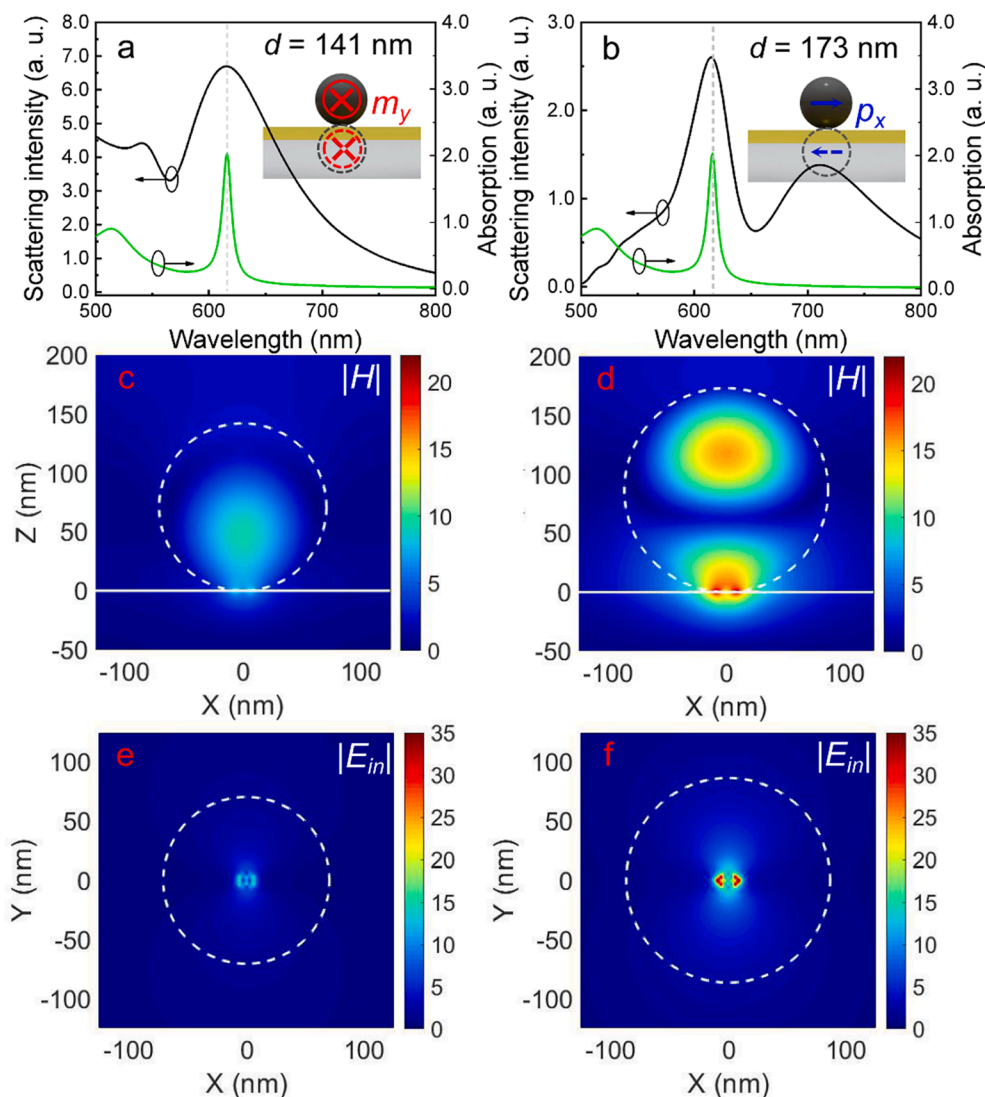 a
d = 141 nm
m_y
Scattering intensity (a. u.)
8.0
7.0
6.0
5.0
4.0
3.0
2.0
1.0
0.0
Absorption (a. u.)
4.0
3.0
2.0
1.0
0.0
500 600 700 800
Wavelength (nm)
b
d = 173 nm
p_x
Scattering intensity (a. u.)
3.0
2.0
1.0
0.0
Absorption (a. u.)
4.0
3.0
2.0
1.0
0.0
500 600 700 800
Wavelength (nm)
c
|H|
Z (nm)
200
150
100
50
0
-50
-100 0 100
X (nm)
20
15
10
5
0
d
|H|
-100 0 100
X (nm)
20
15
10
5
0
e
|E_in|
Y (nm)
100
50
0
-50
-100
-100 0 100
X (nm)
35
30
25
20
15
10
5
0
f
|E_in|
Y (nm)
100
50
0
-50
-100
-100 0 100
X (nm)
35
30
25
20
15
10
5
0